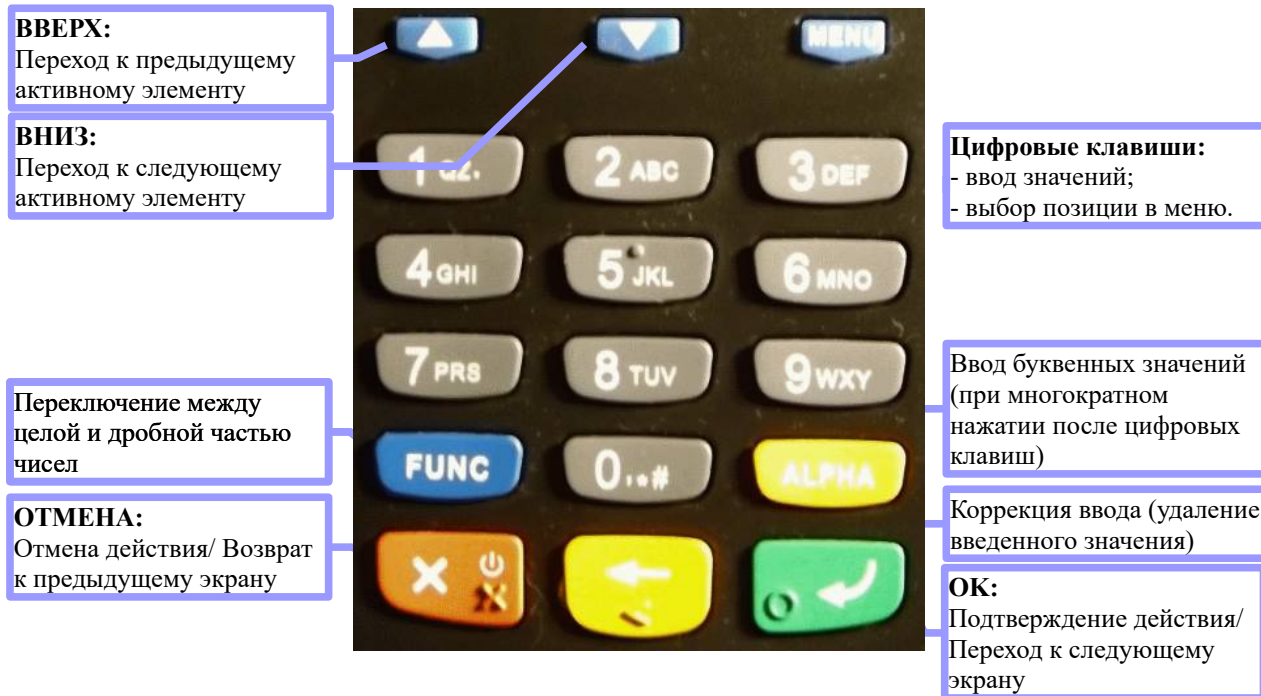 ВВЕРХ:
Переход к предыдущему
активному элементу
ВНИЗ:
Переход к следующему
активному элементу
Переключение между
целой и дробной частью
чисел
ОТМЕНА:
Отмена действия/ Возврат
к предыдущему экрану
MENU
1 QZ.
2 ABC
3 DEF
4 GHI
5 JKL
6 MNO
7 PRS
8 TUV
9 WXY
FUNC
0 ,*#
ALPHA
Цифровые клавиши:
- ввод значений;
- выбор позиции в меню.
Ввод буквенных значений
(при многократном
нажатии после цифровых
клавиш)
Коррекция ввода (удаление
введенного значения)
ОК:
Подтверждение действия/
Переход к следующему
экрану